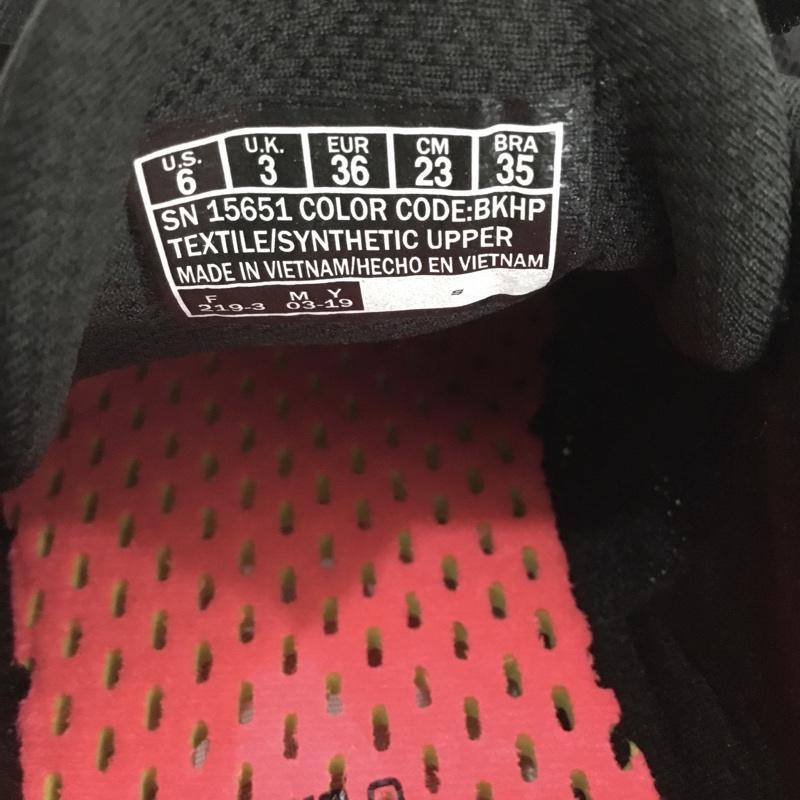 U.S. U.K. EUR CM BRA
6 3 36 23 35
SN 15651 COLOR CODE:BKHP
TEXTILE/SYNTHETIC UPPER
MADE IN VIETNAM/HECHO EN VIETNAM
F M Y S
219-3 03-19